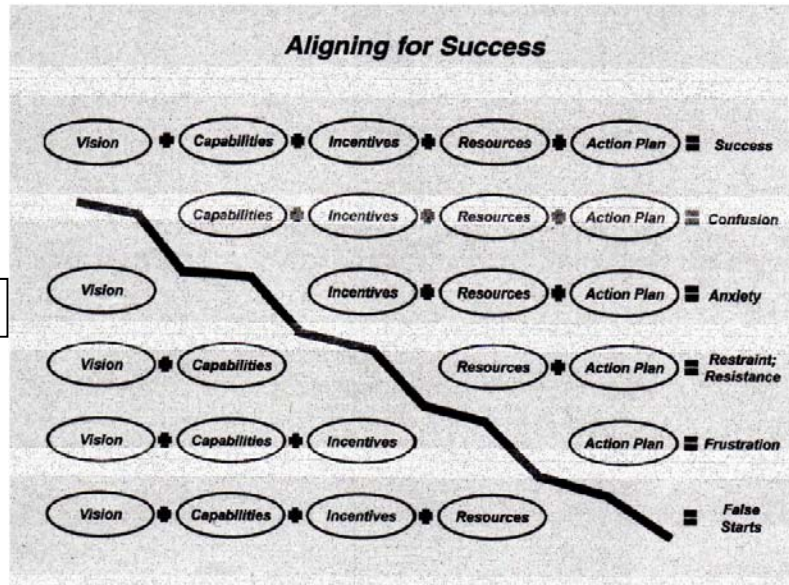 Aligning for Success
Vision + Capabilities + Incentives + Resources + Action Plan = Success
Capabilities + Incentives + Resources + Action Plan = Confusion
Vision Incentives + Resources + Action Plan = Anxiety
Vision + Capabilities Resources + Action Plan = Restraint;
Resistance
Vision + Capabilities + Incentives Action Plan = Frustration
Vision + Capabilities + Incentives + Resources = False
Starts